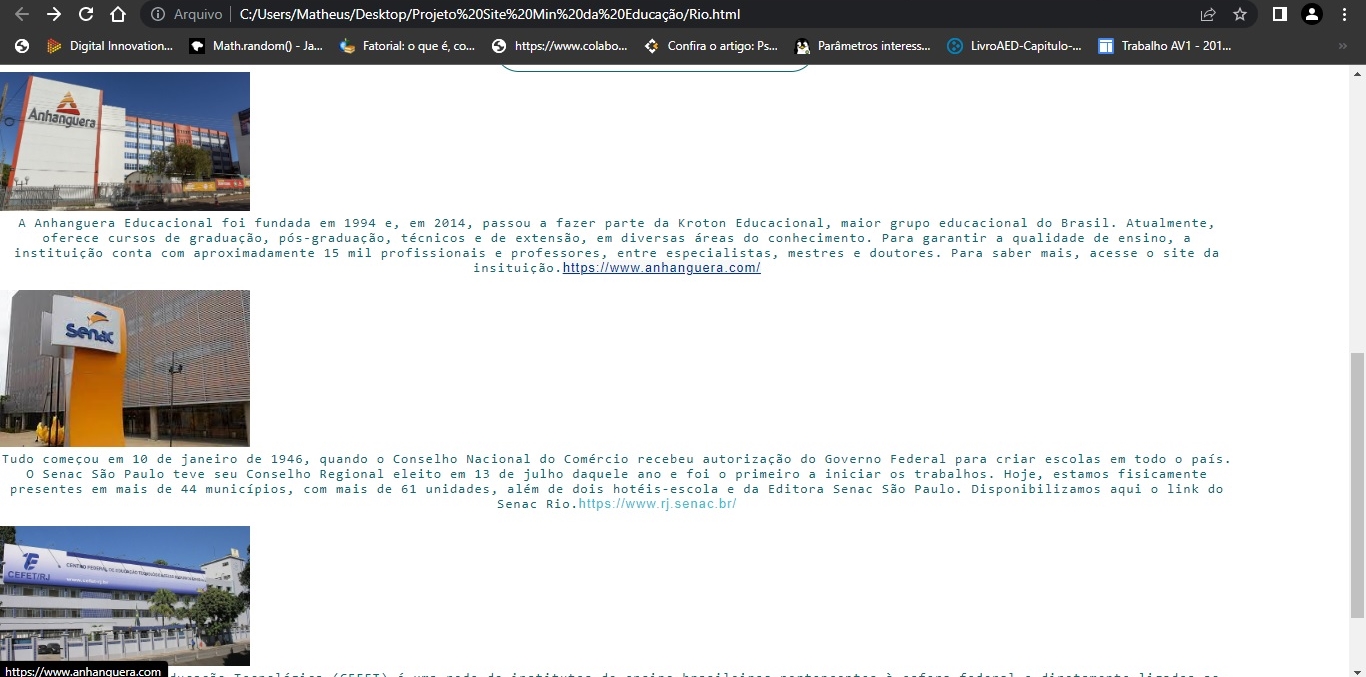 Arquivo C:/Users/Matheus/Desktop/Projeto%20Site%20Min%20da%20Educação/Rio.html
Digital Innovation... Math.random() - Ja... Fatorial: o que é, co... https://www.colabo... Confira o artigo: Ps... Parâmetros interess... LivroAED-Capitulo-... Trabalho AV1 - 201... »
Anhanguera
A Anhanguera Educacional foi fundada em 1994 e, em 2014, passou a fazer parte da Kroton Educacional, maior grupo educacional do Brasil. Atualmente,
oferece cursos de graduação, pós-graduação, técnicos e de extensão, em diversas áreas do conhecimento. Para garantir a qualidade de ensino, a
instituição conta com aproximadamente 15 mil profissionais e professores, entre especialistas, mestres e doutores. Para saber mais, acesse o site da
insituição.https://www.anhanguera.com/
Senac
Tudo começou em 10 de janeiro de 1946, quando o Conselho Nacional do Comércio recebeu autorização do Governo Federal para criar escolas em todo o país.
O Senac São Paulo teve seu Conselho Regional eleito em 13 de julho daquele ano e foi o primeiro a iniciar os trabalhos. Hoje, estamos fisicamente
presentes em mais de 44 municípios, com mais de 61 unidades, além de dois hotéis-escola e da Editora Senac São Paulo. Disponibilizamos aqui o link do
Senac Rio.https://www.rj.senac.br/
CEFET/RJ
CENTRO FEDERAL DE EDUCAÇÃO
https://www.anhanguera.com
ducação Tecnológica (CEFET) é uma rede de institutos de ensino brasileiros pertencentes à esfera federal e diretamente ligados ao